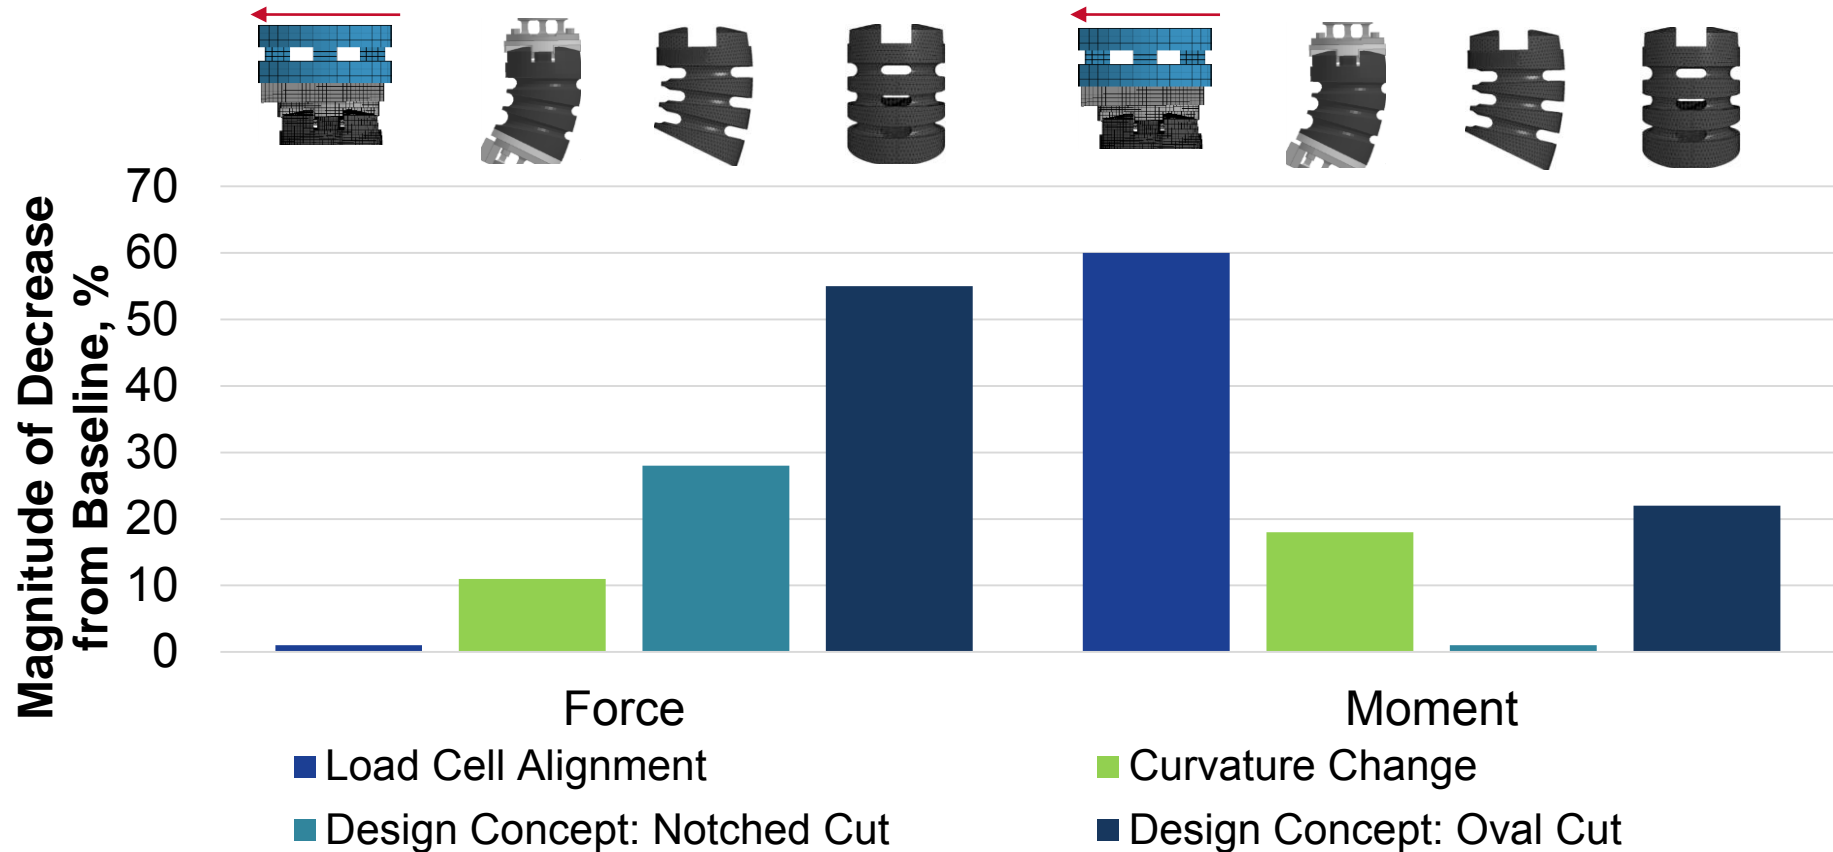 Magnitude of Decrease
from Baseline, %
70
60
50
40
30
20
10
0
Force
Moment
Load Cell Alignment
Curvature Change
Design Concept: Notched Cut
Design Concept: Oval Cut